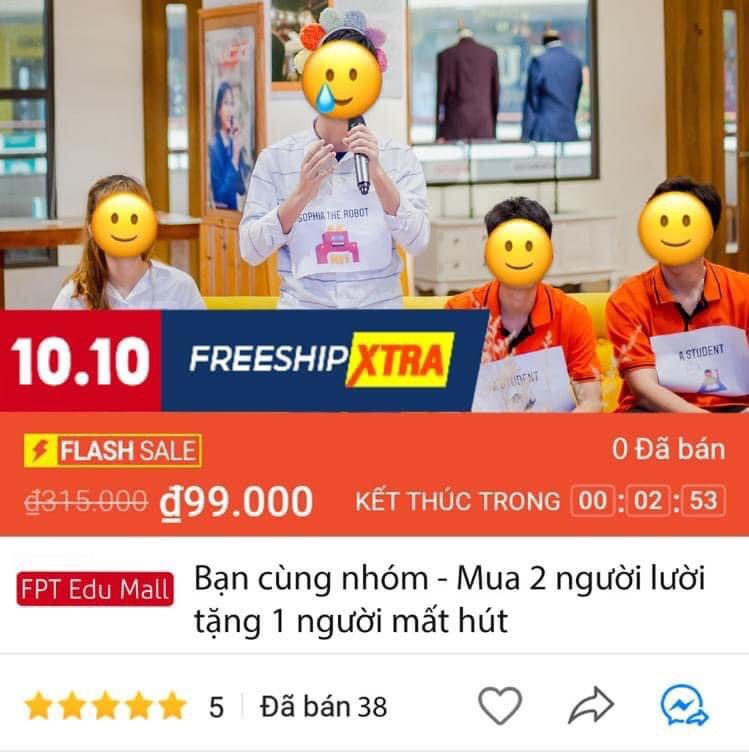 SOPHIA THE ROBOT
A STUDENT
A STUDENT
10.10 FREESHIP XTRA
FLASH SALE 0 Đã bán
₫315.000 ₫99.000 KẾT THÚC TRONG 00 : 02 : 53
FPT Edu Mall Bạn cùng nhóm - Mua 2 người lười
tặng 1 người mất hút
5 Đã bán 38